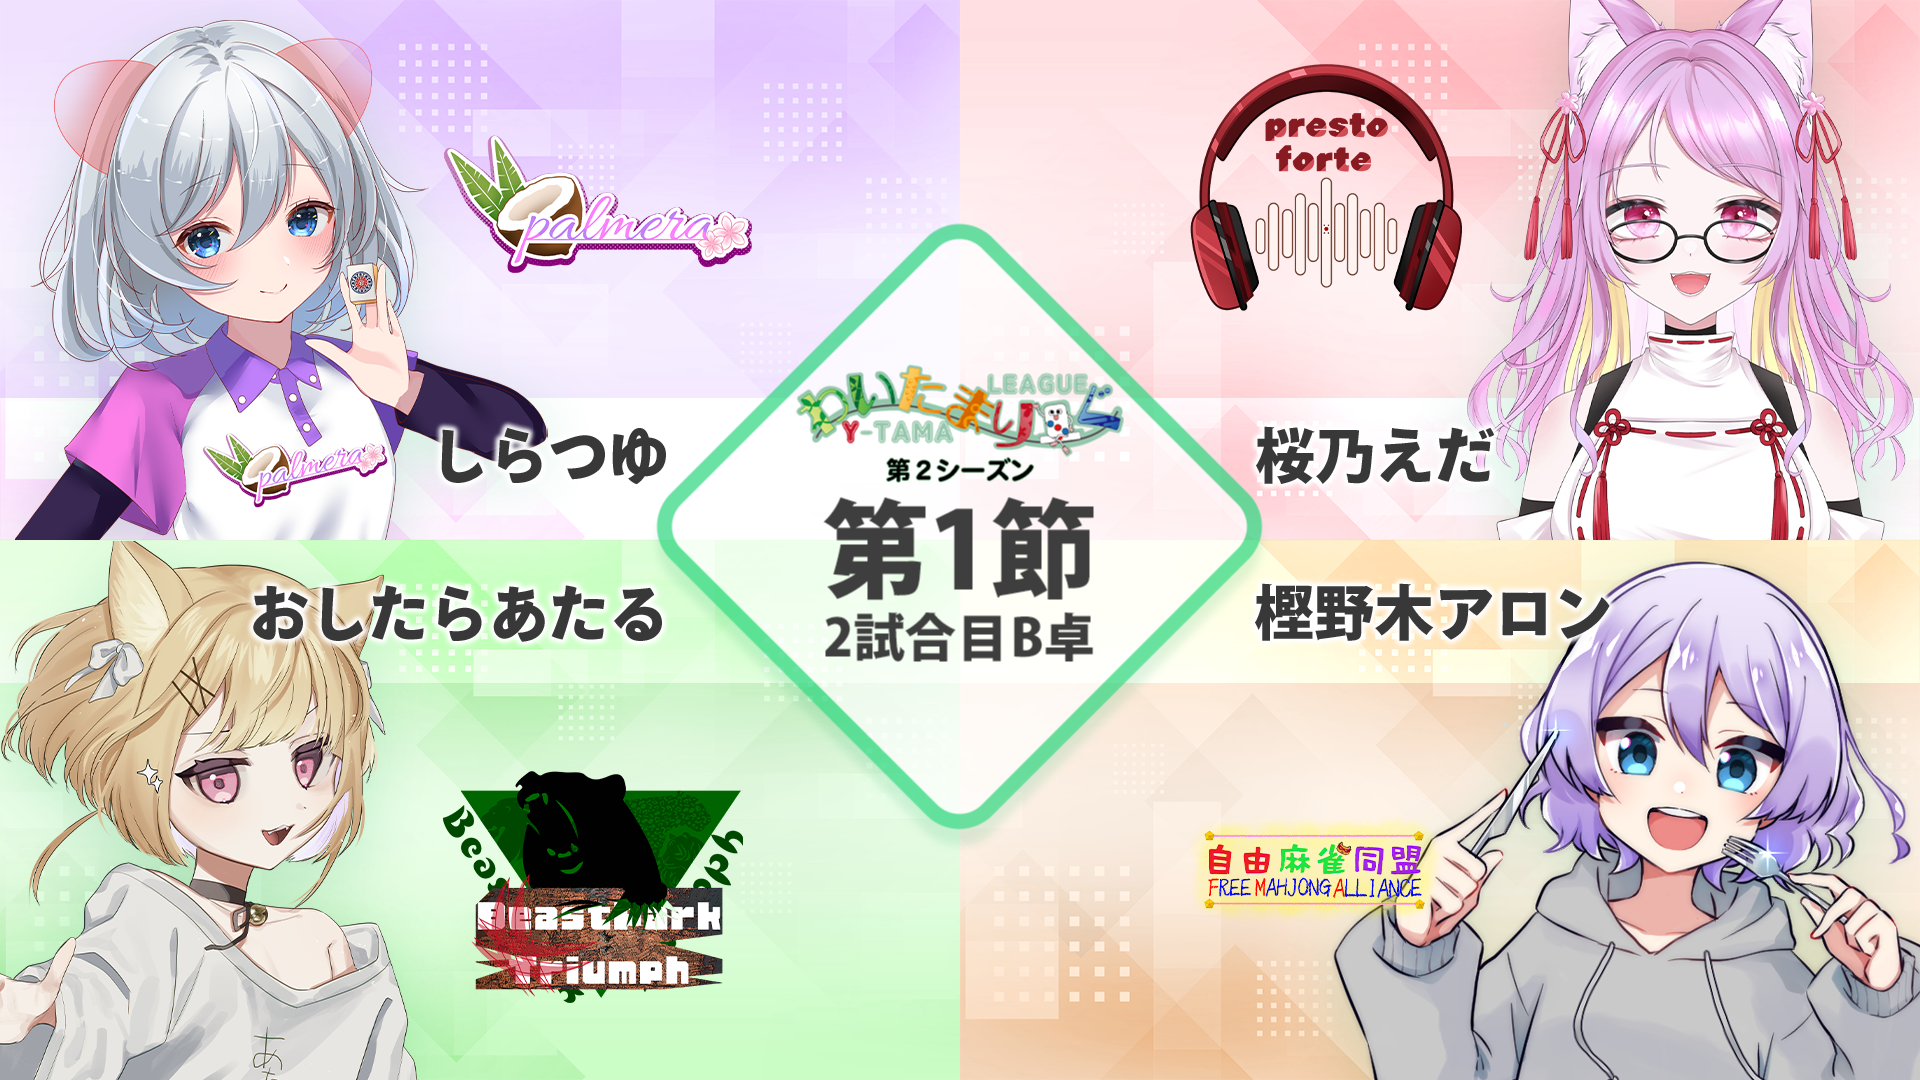 palmera
presto
forte
palmera
しらつゆ
桜乃えだ
わいたまりーぐ
LEAGUE
Y-TAMA
第2シーズン
第1節
2試合目B卓
おしたらあたる
樫野木アロン
Beastbark
Triumph
自由麻雀同盟
FREE MAHJONG ALLIANCE
あた